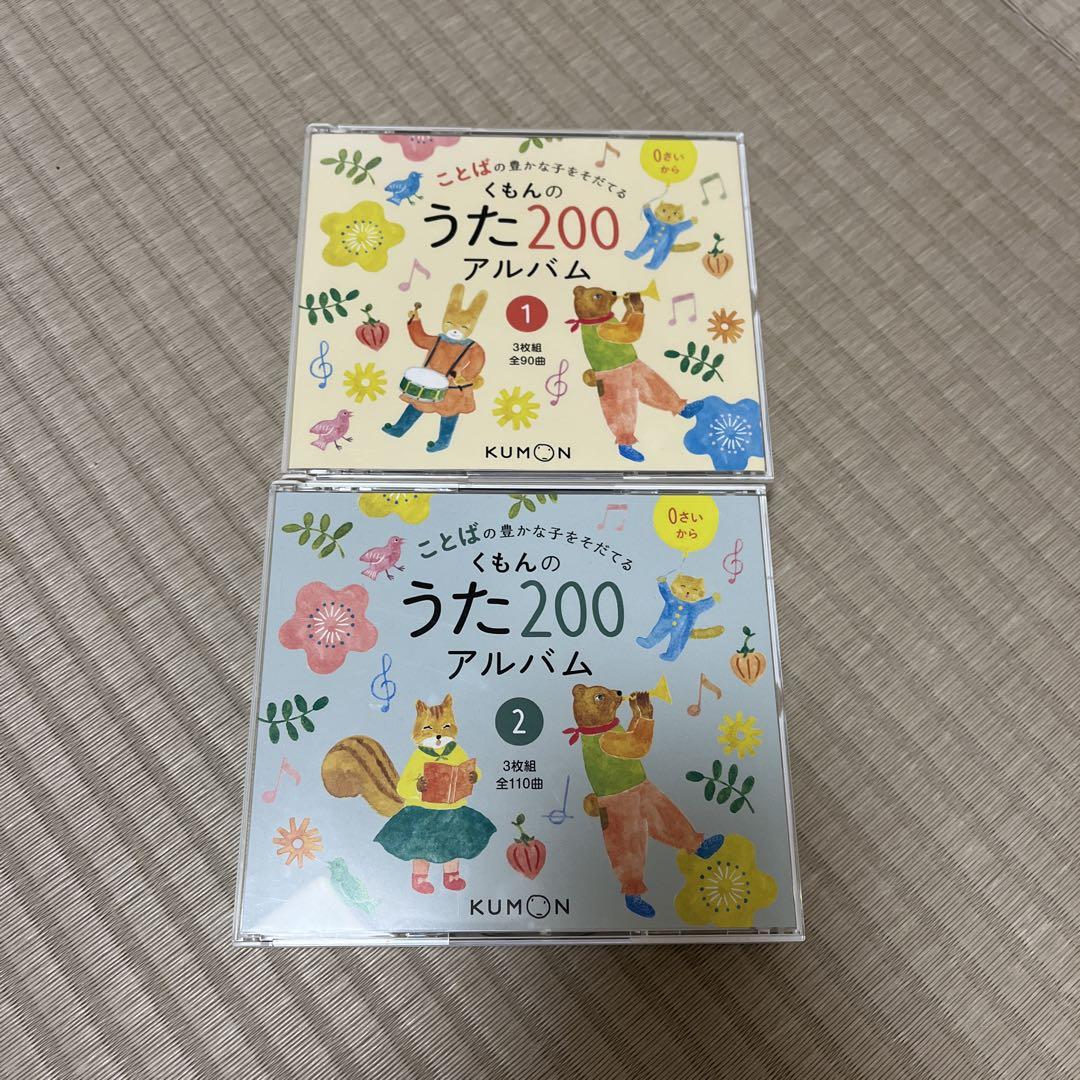 0さい
から
ことばの豊かな子をそだてる
くもんの
うた200
アルバム
1
3枚組
全90曲
KUMON
0さい
から
ことばの豊かな子をそだてる
くもんの
うた200
アルバム
2
3枚組
全110曲
KUMON